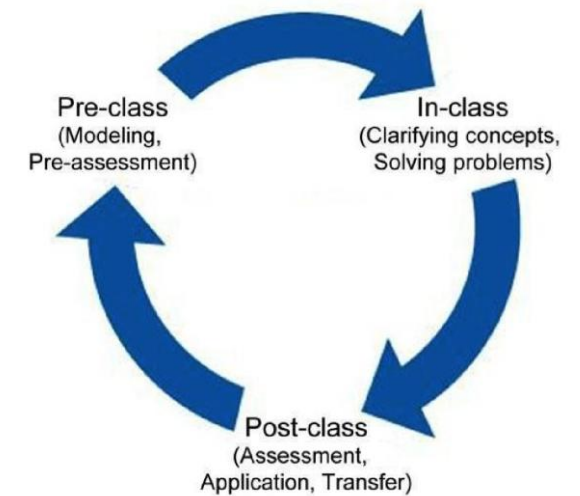 Pre-class
(Modeling,
Pre-assessment)
In-class
(Clarifying concepts,
Solving problems)
Post-class
(Assessment,
Application, Transfer)